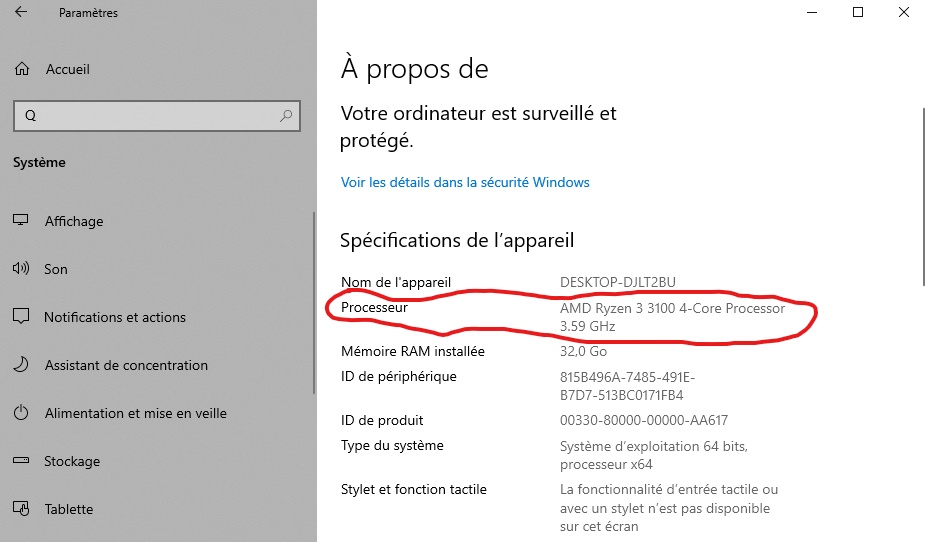 Paramètres
Accueil
Q
Système
Affichage
Son
Notifications et actions
Assistant de concentration
Alimentation et mise en veille
Stockage
Tablette
À propos de
Votre ordinateur est surveillé et
protégé.
Voir les détails dans la sécurité Windows
Spécifications de l’appareil
Nom de l'appareil DESKTOP-DJLT2BU
Processeur AMD Ryzen 3 3100 4-Core Processor
3.59 GHz
Mémoire RAM installée 32,0 Go
ID de périphérique 815B496A-7485-491E-
B7D7-513BC0171FB4
ID de produit 00330-80000-00000-AA617
Type du système Système d’exploitation 64 bits,
processeur x64
Stylet et fonction tactile La fonctionnalité d’entrée tactile ou
avec un stylet n’est pas disponible
sur cet écran